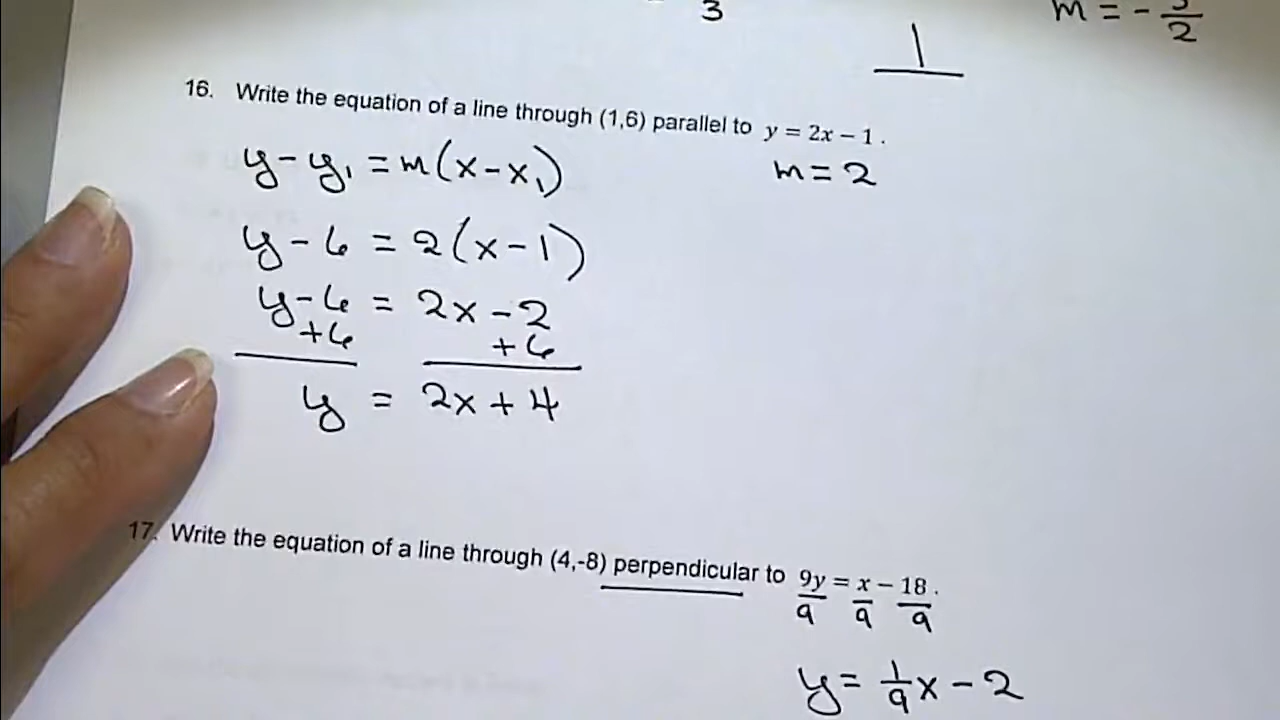 3
m = -
2
1
16. Write the equation of a line through (1,6) parallel to y = 2x − 1.
y - y₁ = m(x - x₁)
m = 2
y - 6 = 2(x - 1)
y - 6 = 2x - 2
+6 +6
y = 2x + 4
17. Write the equation of a line through (4,-8) perpendicular to 9y = x − 18.
9 9 9
y = 1/9 x - 2